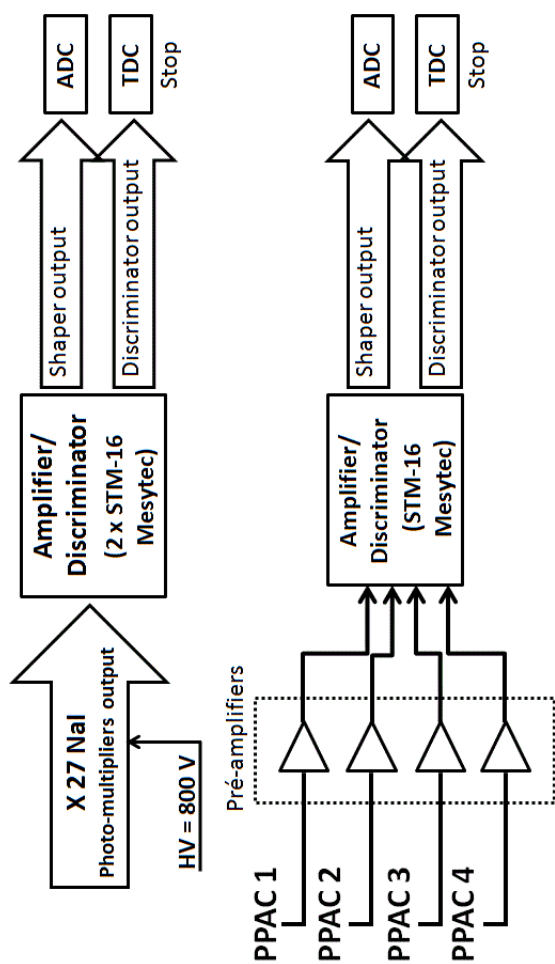 X 27 NaI
Photo-multipliers output
HV = 800 V
Amplifier/
Discriminator
(2 x STM-16
Mesytec)
Shaper output
Discriminator output
ADC
TDC
Stop
Pré-amplifiers
PPAC 1
PPAC 2
PPAC 3
PPAC 4
Amplifier/
Discriminator
(STM-16
Mesytec)
Shaper output
Discriminator output
ADC
TDC
Stop